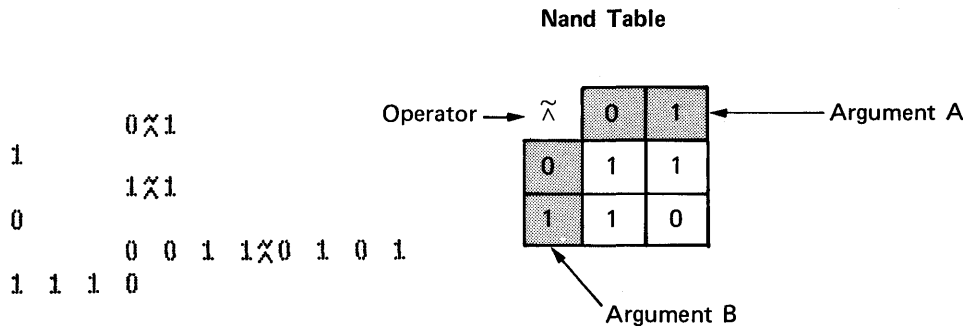 Nand Table
0⍲1
1
1⍲1
0
0 0 1 1⍲0 1 0 1
1 1 1 0
Operator ⍲ 0 1 Argument A
0 1 1
1 1 0
Argument B